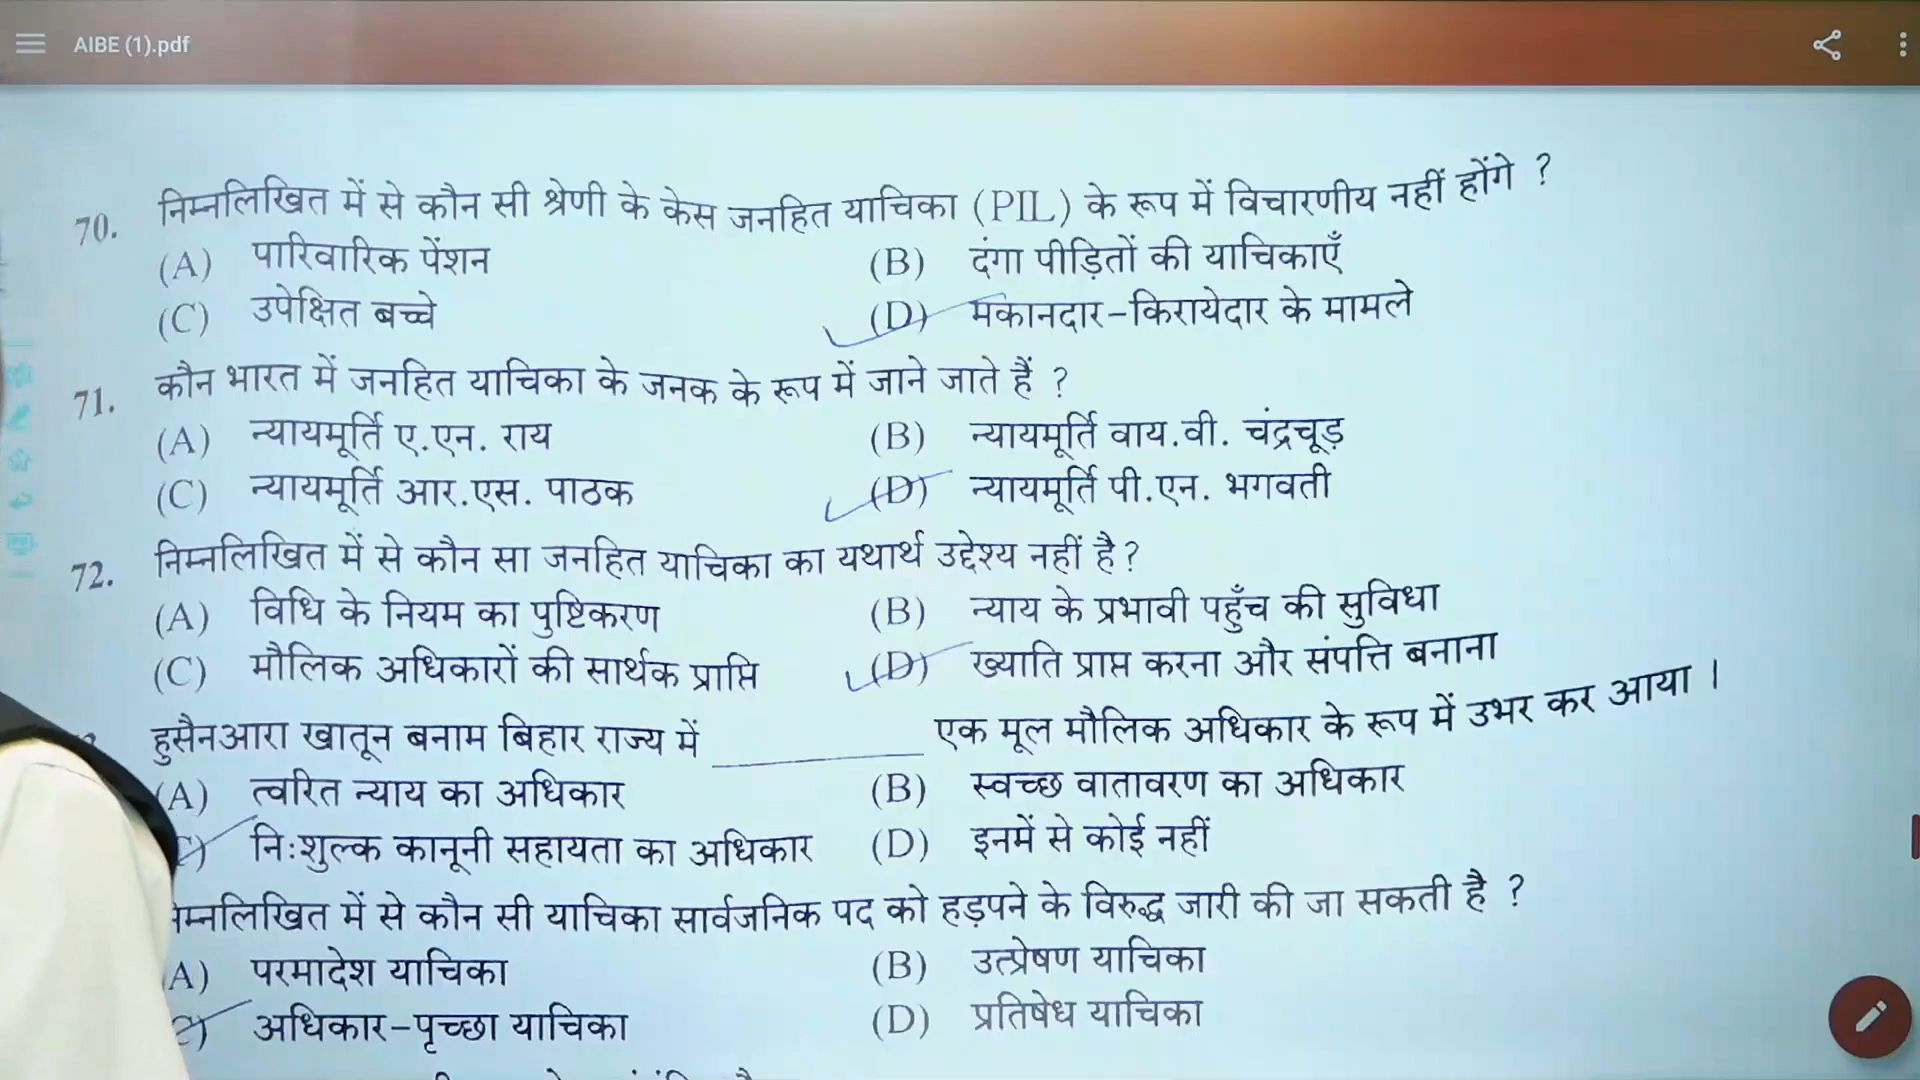 AIBE (1).pdf
70. निम्नलिखित में से कौन सी श्रेणी के केस जनहित याचिका (PIL) के रूप में विचारणीय नहीं होंगे ?
(A) पारिवारिक पेंशन (B) दंगा पीड़ितों की याचिकाएँ
(C) उपेक्षित बच्चे (D) मकानदार-किरायेदार के मामले
71. कौन भारत में जनहित याचिका के जनक के रूप में जाने जाते हैं ?
(A) न्यायमूर्ति ए.एन. राय (B) न्यायमूर्ति वाय.वी. चंद्रचूड़
(C) न्यायमूर्ति आर.एस. पाठक (D) न्यायमूर्ति पी.एन. भगवती
72. निम्नलिखित में से कौन सा जनहित याचिका का यथार्थ उद्देश्य नहीं है?
(A) विधि के नियम का पुष्टिकरण (B) न्याय के प्रभावी पहुँच की सुविधा
(C) मौलिक अधिकारों की सार्थक प्राप्ति (D) ख्याति प्राप्त करना और संपत्ति बनाना
हुसैनआरा खातून बनाम बिहार राज्य में ____________ एक मूल मौलिक अधिकार के रूप में उभर कर आया ।
(A) त्वरित न्याय का अधिकार (B) स्वच्छ वातावरण का अधिकार
निःशुल्क कानूनी सहायता का अधिकार (D) इनमें से कोई नहीं
में से कौन सी याचिका सार्वजनिक पद को हड़पने के विरुद्ध जारी की जा सकती है ?
A) परमादेश याचिका (B) उत्प्रेषण याचिका
अधिकार-पृच्छा याचिका (D) प्रतिषेध याचिका